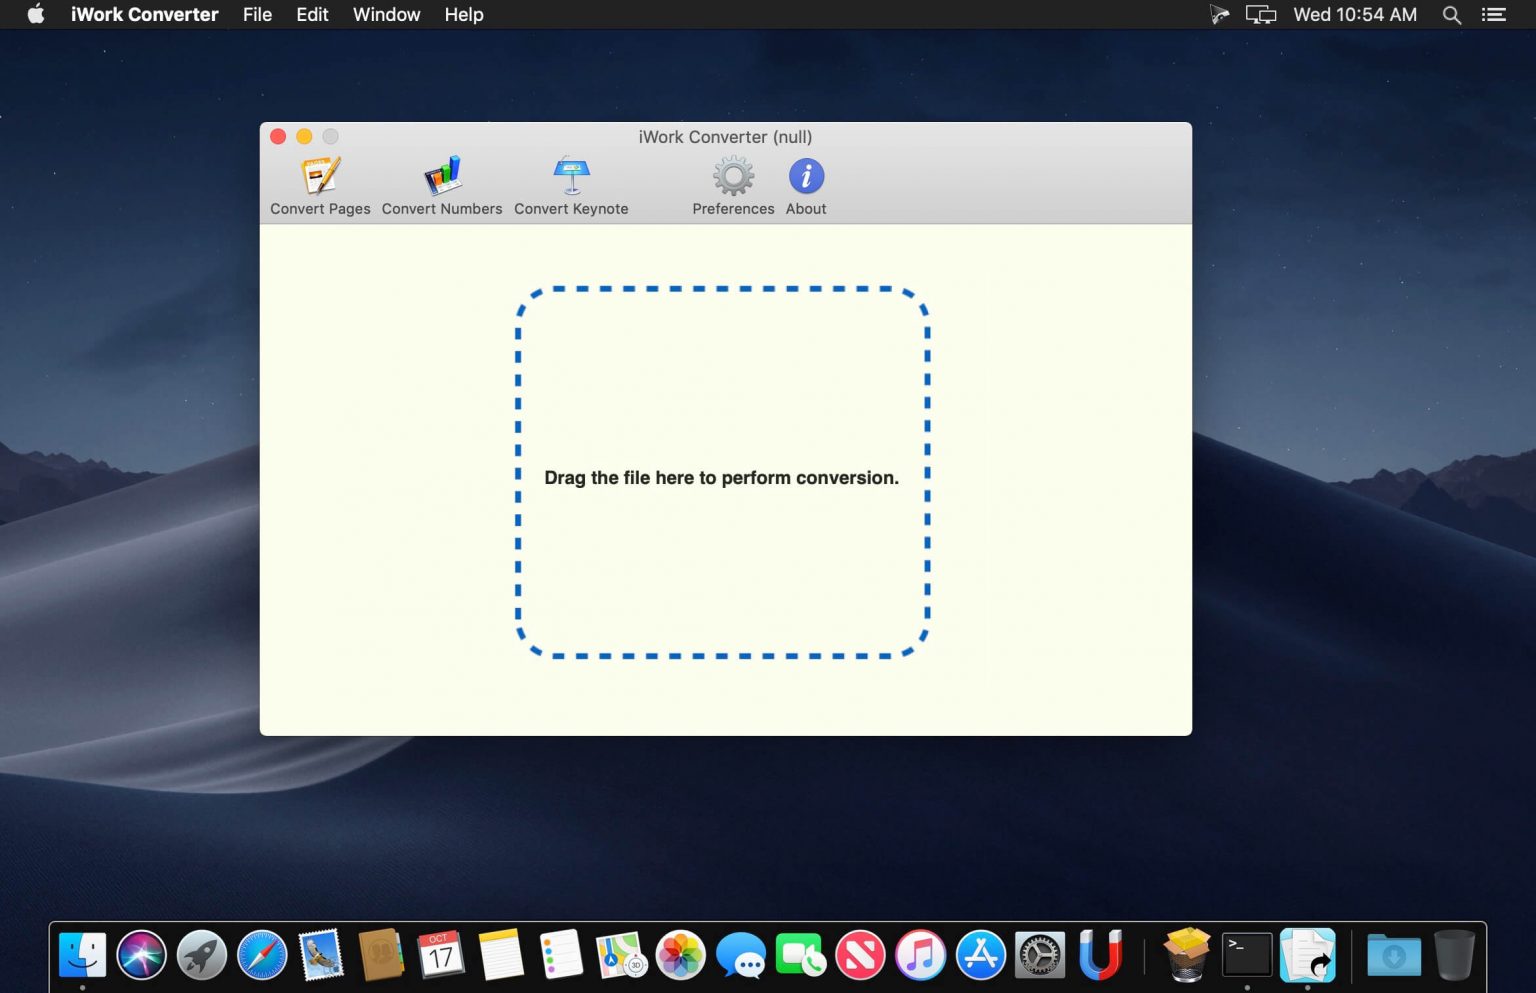 iWork Converter File Edit Window Help Wed 10:54 AM
iWork Converter (null)
Convert Pages Convert Numbers Convert Keynote Preferences About
Drag the file here to perform conversion.
OCT
17
3D
>_